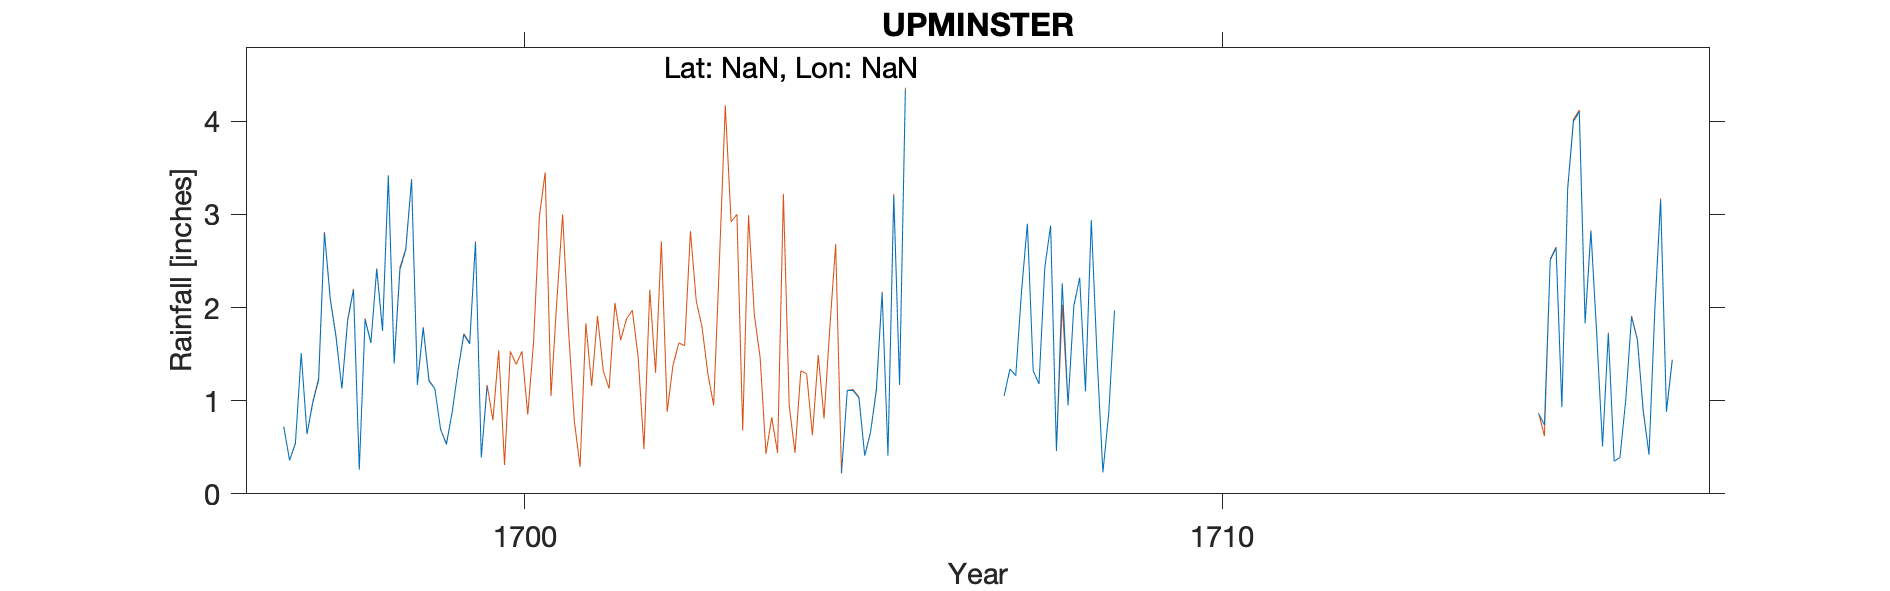 UPMINSTER
Lat: NaN, Lon: NaN
Rainfall [inches]
4
3
2
1
0
1700
1710
Year